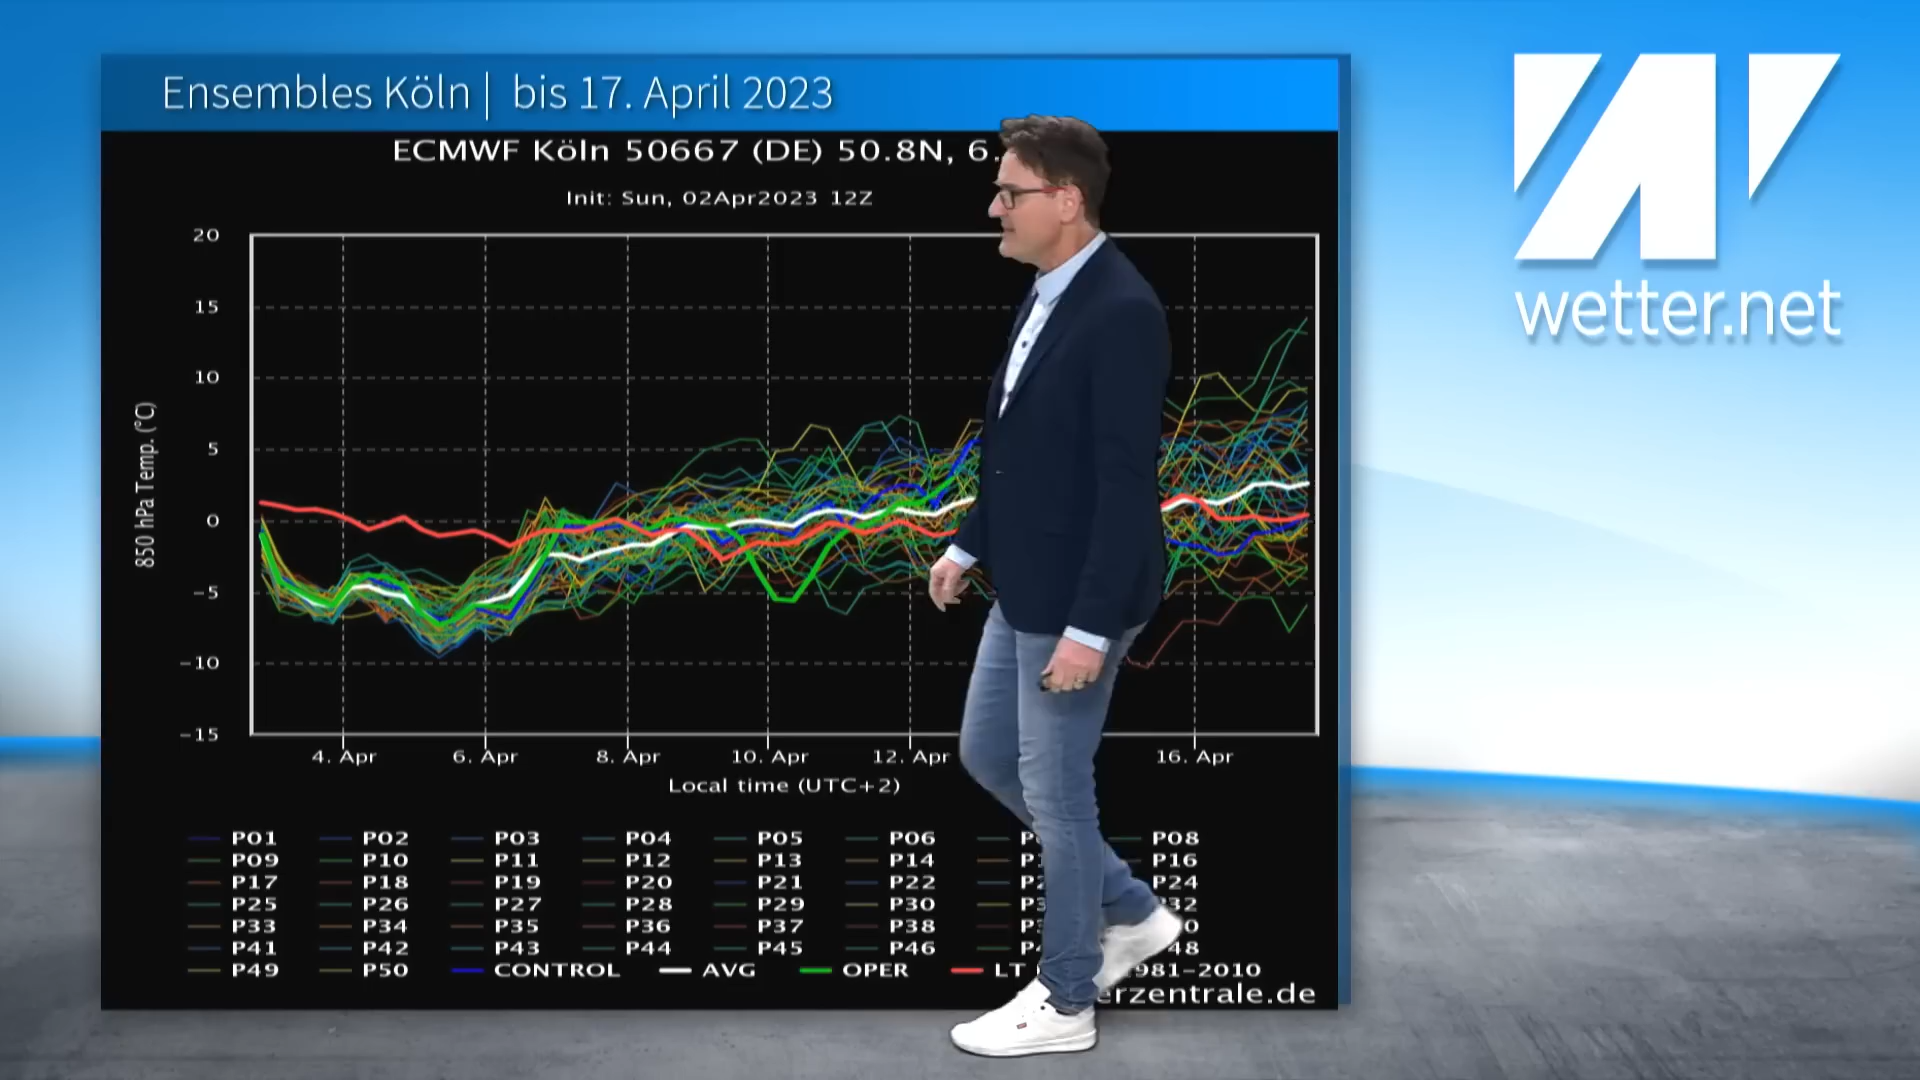 Ensembles Köln | bis 17. April 2023
ECMWF Köln 50667 (DE) 50.8N, 6.
Init: Sun, 02Apr2023 12Z
20
15
10
5
0
-5
-10
-15
850 hPa Temp. (°C)
4. Apr 6. Apr 8. Apr 10. Apr 12. Apr 16. Apr
Local time (UTC+2)
P01 P02 P03 P04 P05 P06 P08
P09 P10 P11 P12 P13 P14 P16
P17 P18 P19 P20 P21 P22 P24
P25 P26 P27 P28 P29 P30 32
P33 P34 P35 P36 P37 P38
P41 P42 P43 P44 P45 P46 48
P49 P50 CONTROL AVG OPER LT 1981-2010
erzentrale.de
wetter.net